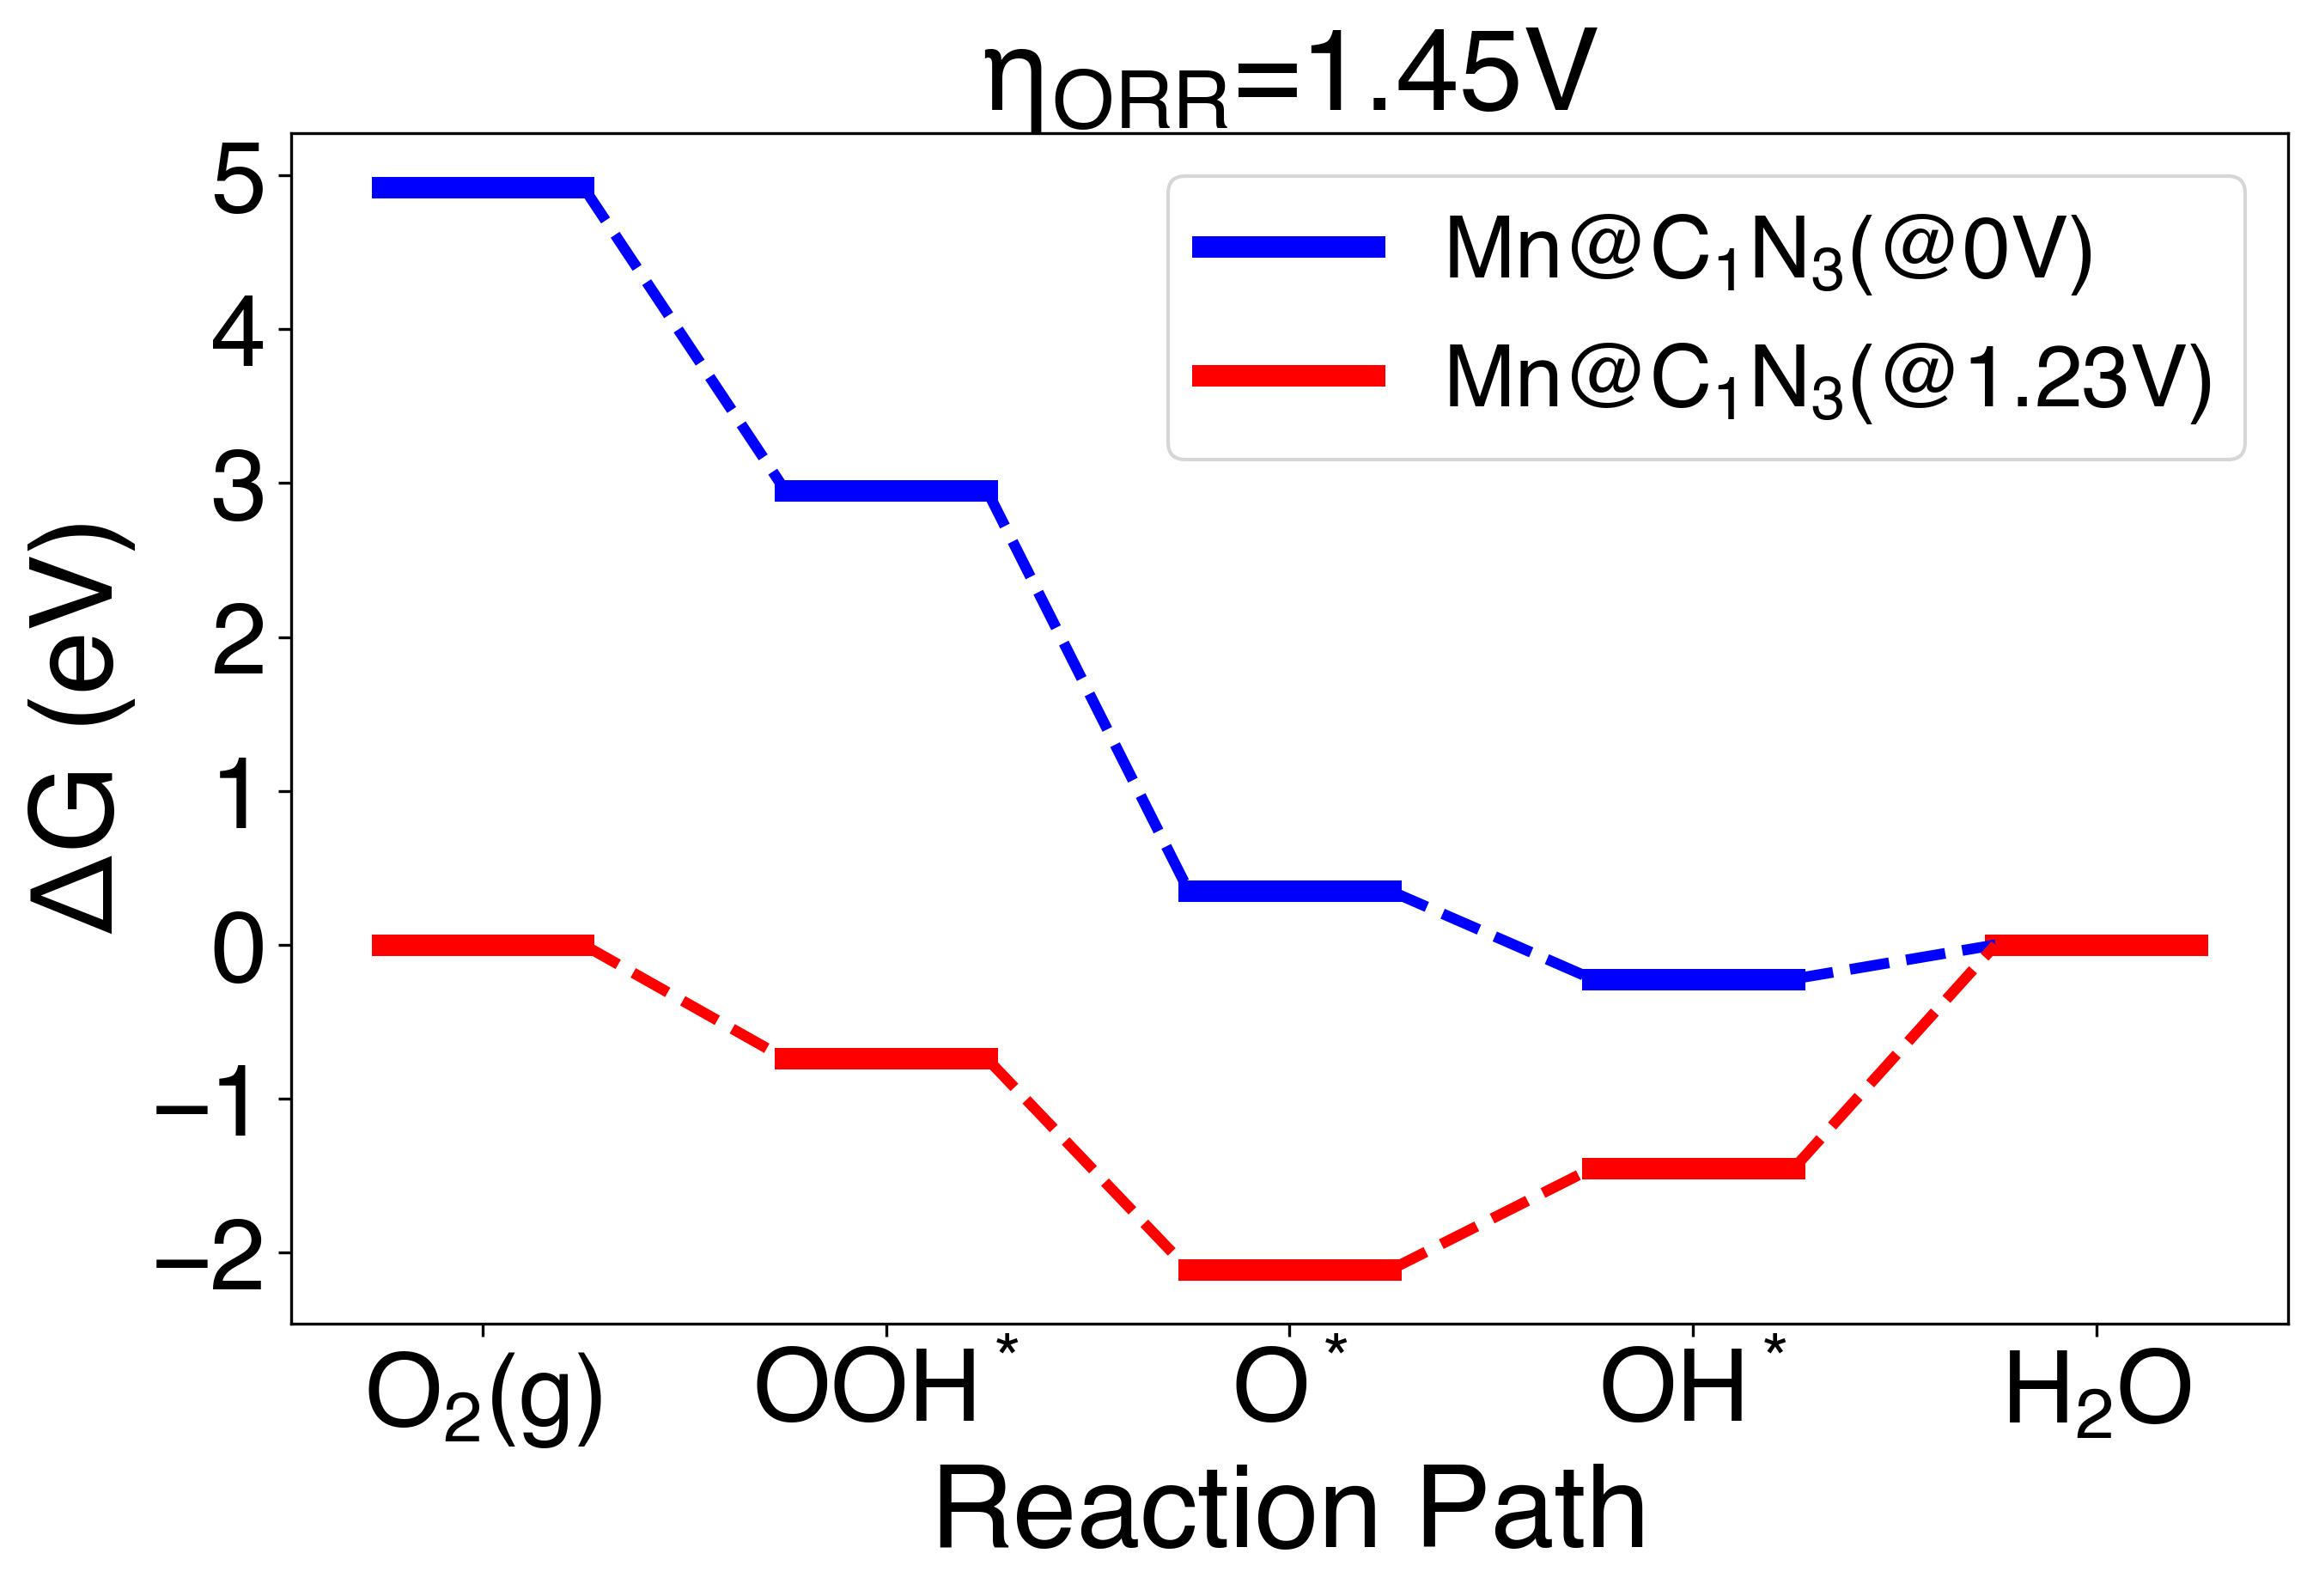 η_ORR=1.45V
Mn@C₁N₃(@0V)
Mn@C₁N₃(@1.23V)
ΔG (eV)
5
4
3
2
1
0
−1
−2
O₂(g) OOH* O* OH* H₂O
Reaction Path